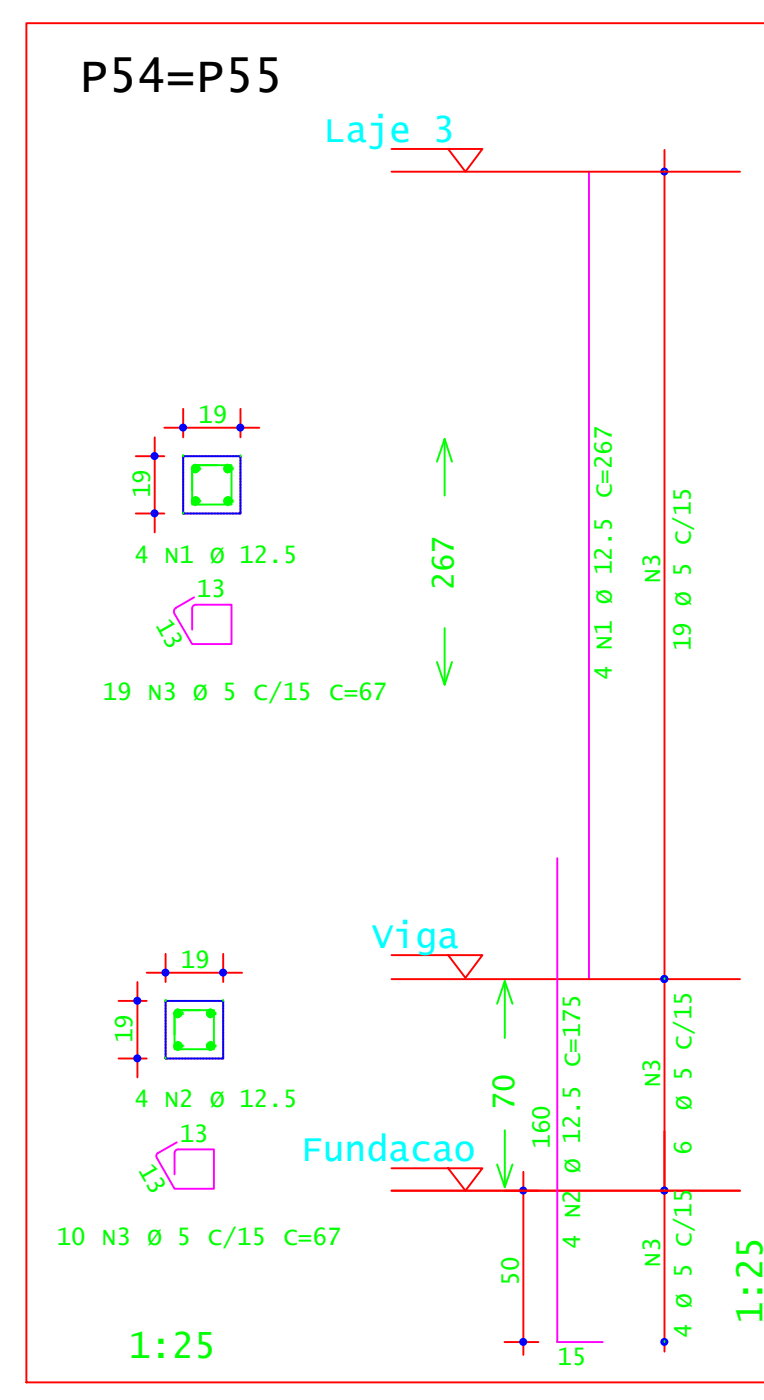 P54=P55
Laje 3
19
19
4 N1 Ø 12.5
13
13
19 N3 Ø 5 C/15 C=67
267
4 N1 Ø 12.5 C=267
N3
19 Ø 5 C/15
Viga
19
19
4 N2 Ø 12.5
13
13
10 N3 Ø 5 C/15 C=67
70
160
4 N2 Ø 12.5 C=175
N3
6 Ø 5 C/15
Fundacao
50
15
N3
4 Ø 5 C/15
1:25
1:25